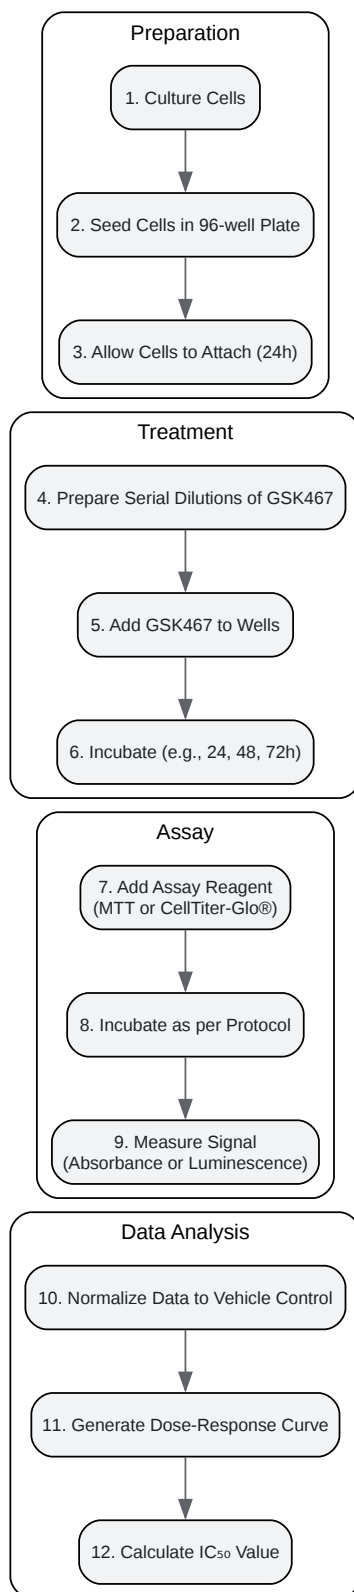 Preparation
1. Culture Cells
2. Seed Cells in 96-well Plate
3. Allow Cells to Attach (24h)
Treatment
4. Prepare Serial Dilutions of GSK467
5. Add GSK467 to Wells
6. Incubate (e.g., 24, 48, 72h)
Assay
7. Add Assay Reagent
(MTT or CellTiter-Glo®)
8. Incubate as per Protocol
9. Measure Signal
(Absorbance or Luminescence)
Data Analysis
10. Normalize Data to Vehicle Control
11. Generate Dose-Response Curve
12. Calculate IC₅₀ Value